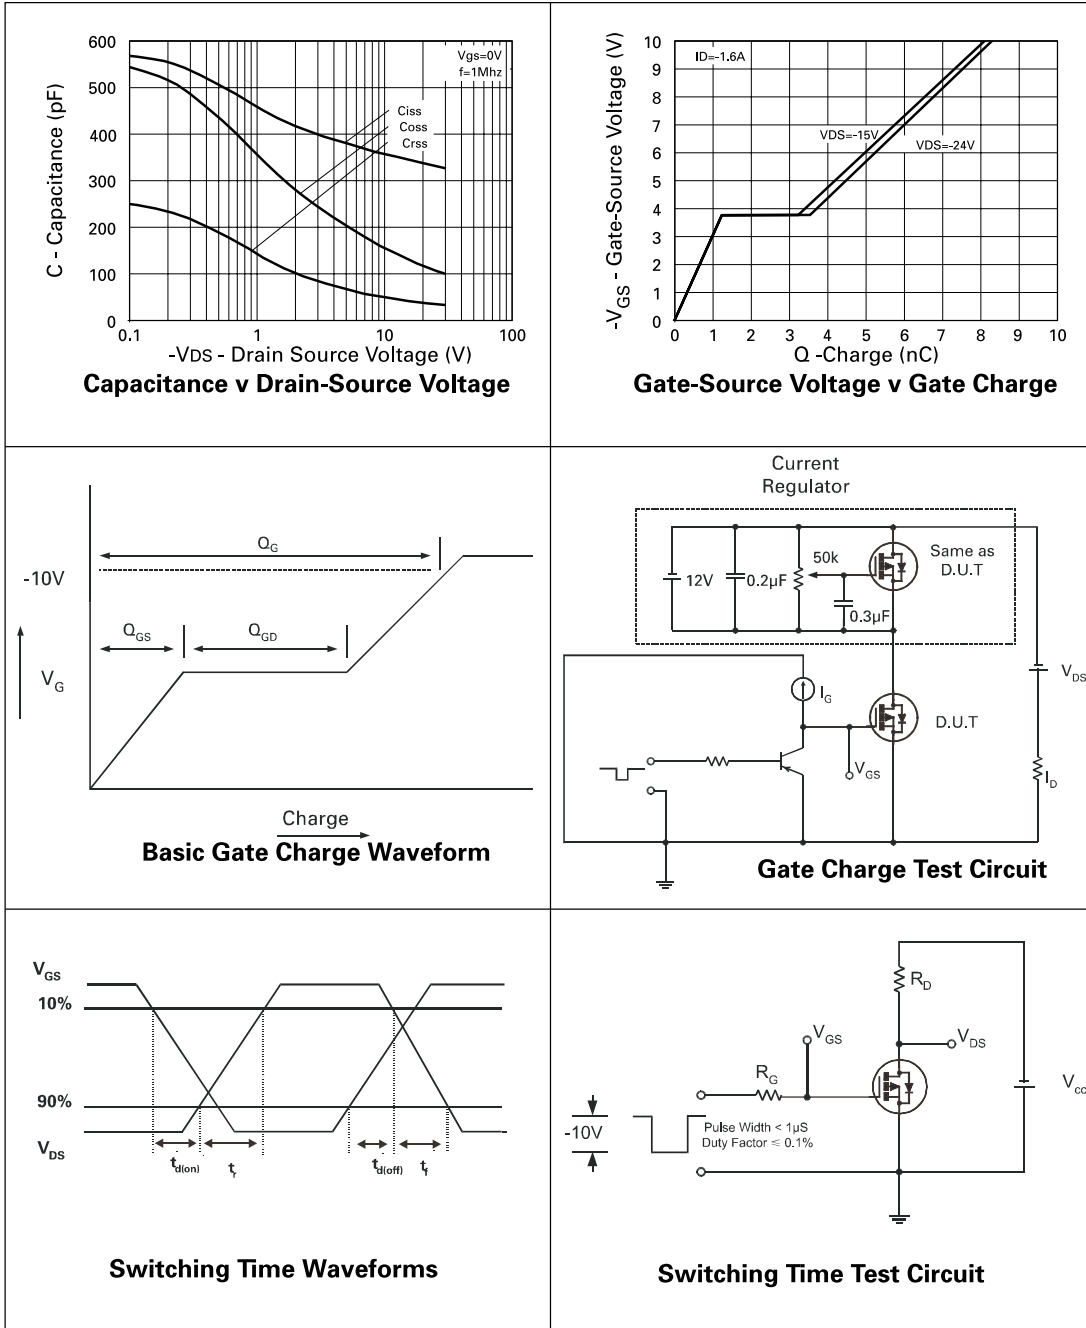 600
500
400
300
200
100
0
C - Capacitance (pF)
Vgs=0V
f=1Mhz
Ciss
Coss
Crss
0.1 1 10 100
-VDS - Drain Source Voltage (V)
Capacitance v Drain-Source Voltage
10
9
8
7
6
5
4
3
2
1
0
-VGS - Gate-Source Voltage (V)
ID=-1.6A
VDS=-15V
VDS=-24V
0 1 2 3 4 5 6 7 8 9 10
Q -Charge (nC)
Gate-Source Voltage v Gate Charge
QG
-10V
QGS
QGD
VG
Charge
Basic Gate Charge Waveform
Current
Regulator
12V
0.2µF
50k
0.3µF
Same as
D.U.T
VDS
IG
D.U.T
VGS
ID
Gate Charge Test Circuit
VGS
10%
90%
VDS
td(on)
tr
td(off)
tf
Switching Time Waveforms
RD
VGS
VDS
RG
Vcc
-10V
Pulse Width < 1µS
Duty Factor ≤ 0.1%
Switching Time Test Circuit